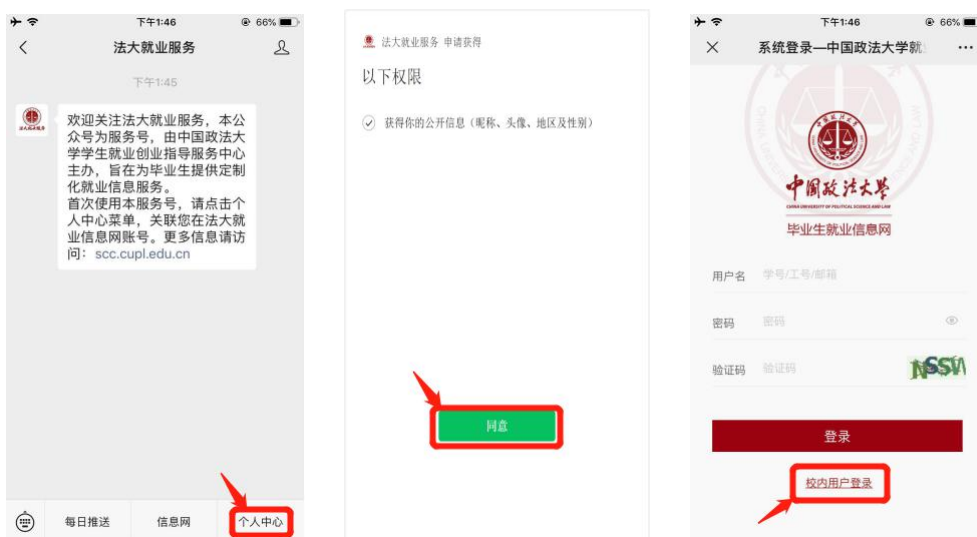 下午1:46
66%
法大就业服务
下午1:45
欢迎关注法大就业服务，本公
众号为服务号，由中国政法大
学学生就业创业指导服务中心
主办，旨在为毕业生提供定制
化就业信息服务。
首次使用本服务号，请点击个
人中心菜单，关联您在法大就
业信息网账号。更多信息请访
问：scc.cupl.edu.cn
每日推送
信息网
个人中心
法大就业服务 申请获得
以下权限
获得你的公开信息（昵称、头像、地区及性别）
同意
下午1:46
66%
系统登录—中国政法大学就
中国政法大学
CHINA UNIVERSITY OF POLITICAL SCIENCE AND LAW
毕业生就业信息网
用户名 学号/工号/邮箱
密码 密码
验证码 验证码
登录
校内用户登录